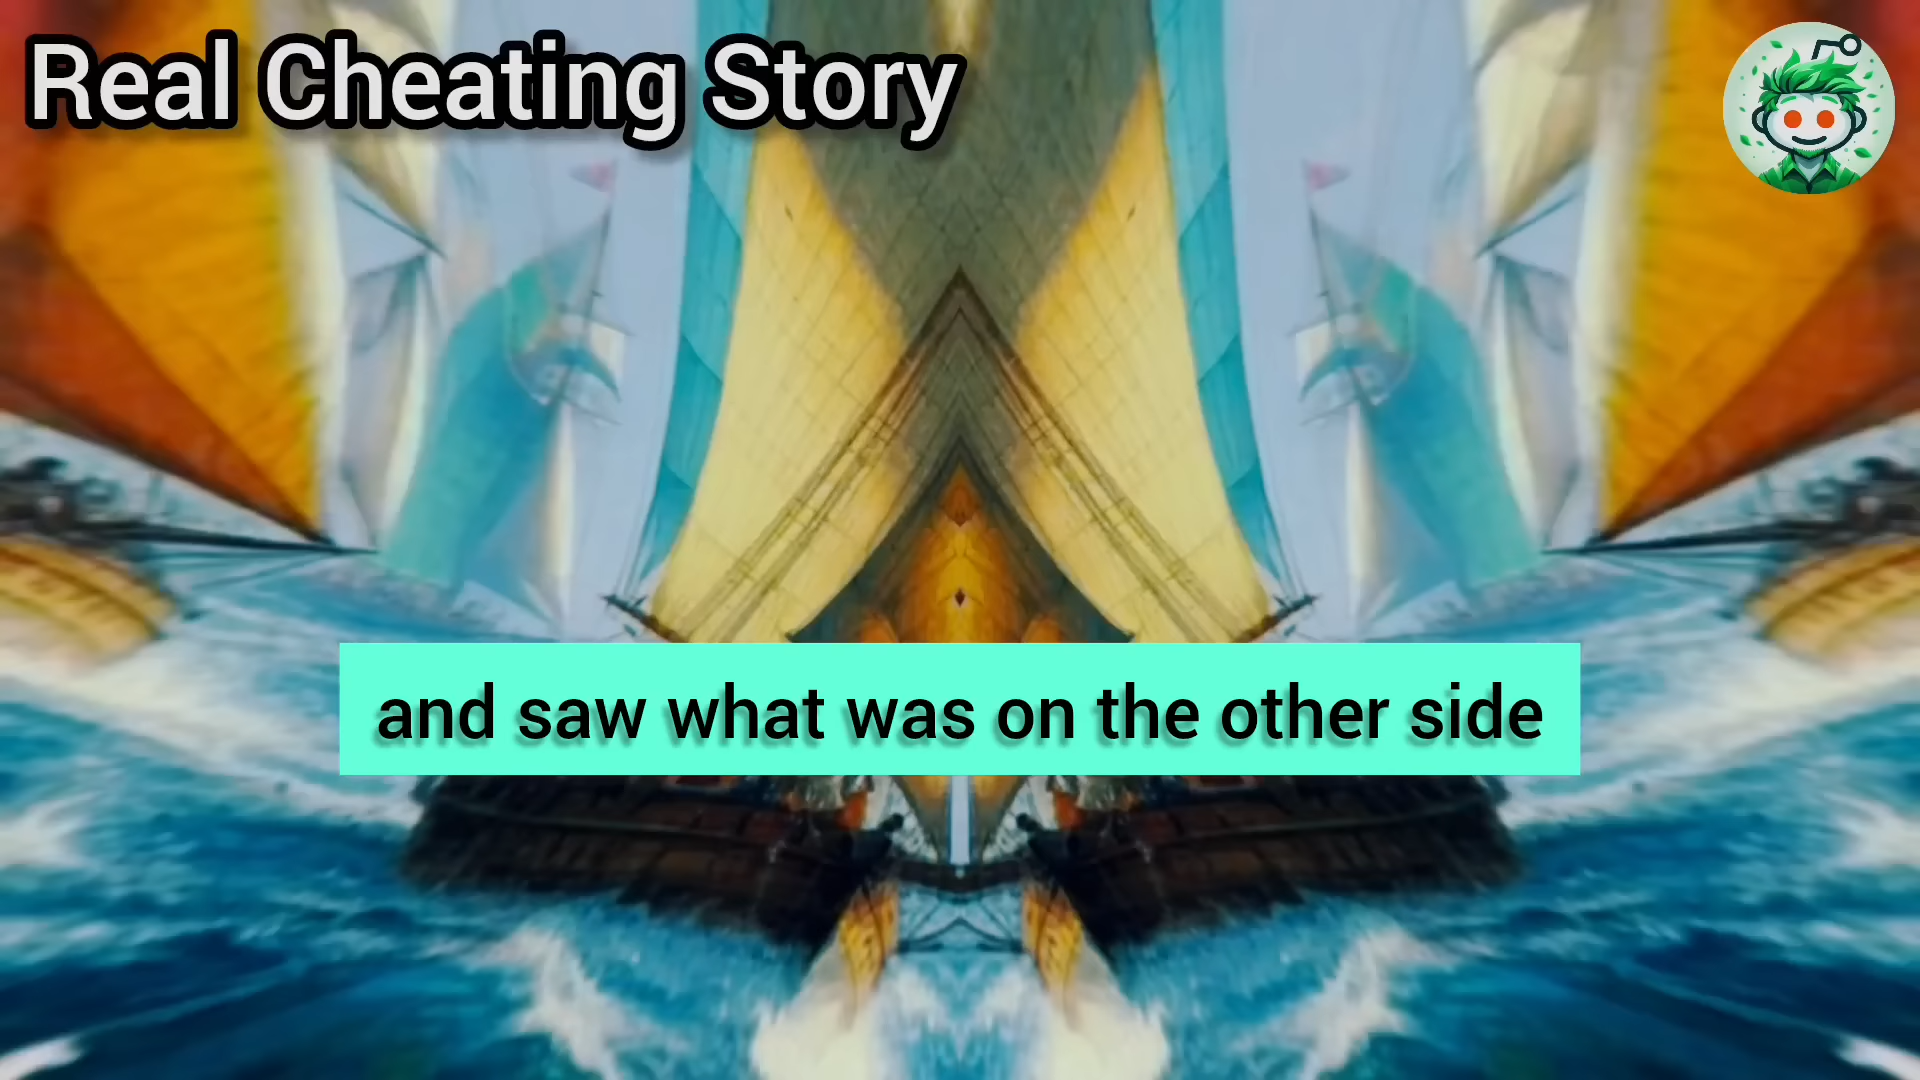 Real Cheating Story
and saw what was on the other side